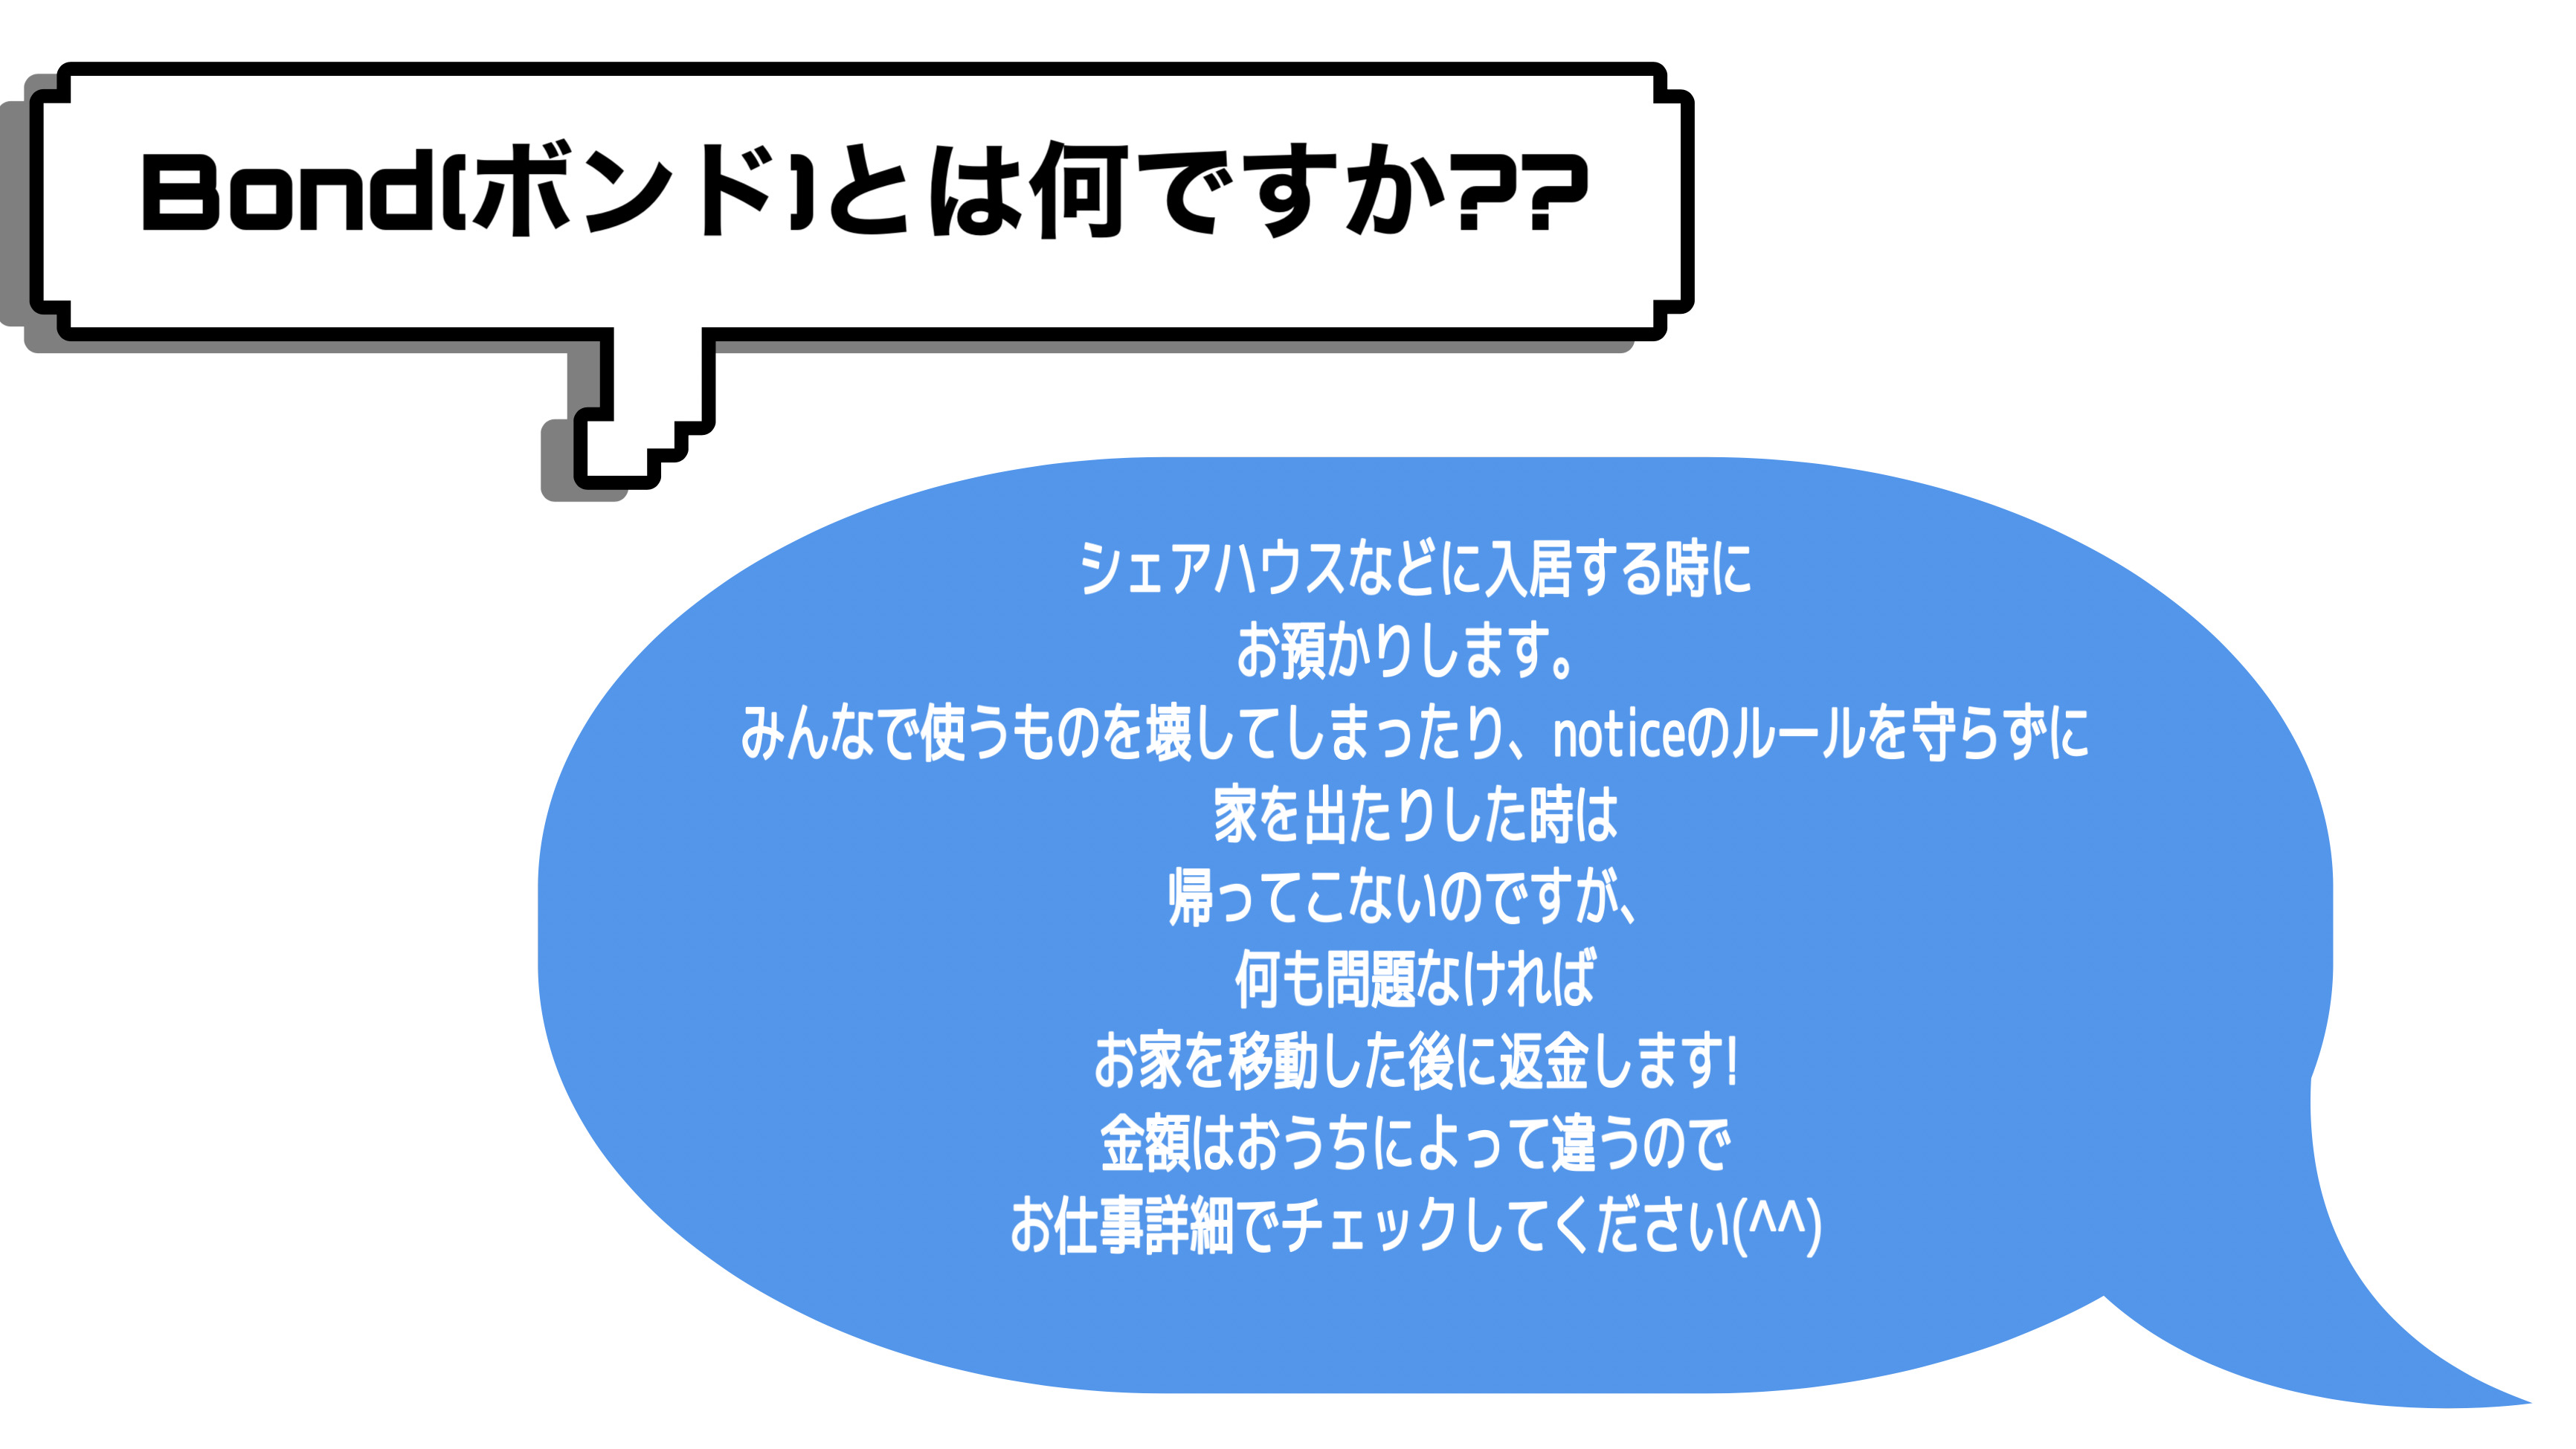 Bond(ボンド)とは何ですか??
シェアハウスなどに入居する時に
お預かりします。
みんなで使うものを壊してしまったり、noticeのルールを守らずに
家を出たりした時は
帰ってこないのですが、
何も問題なければ
お家を移動した後に返金します!
金額はおうちによって違うので
お仕事詳細でチェックしてください(^^)